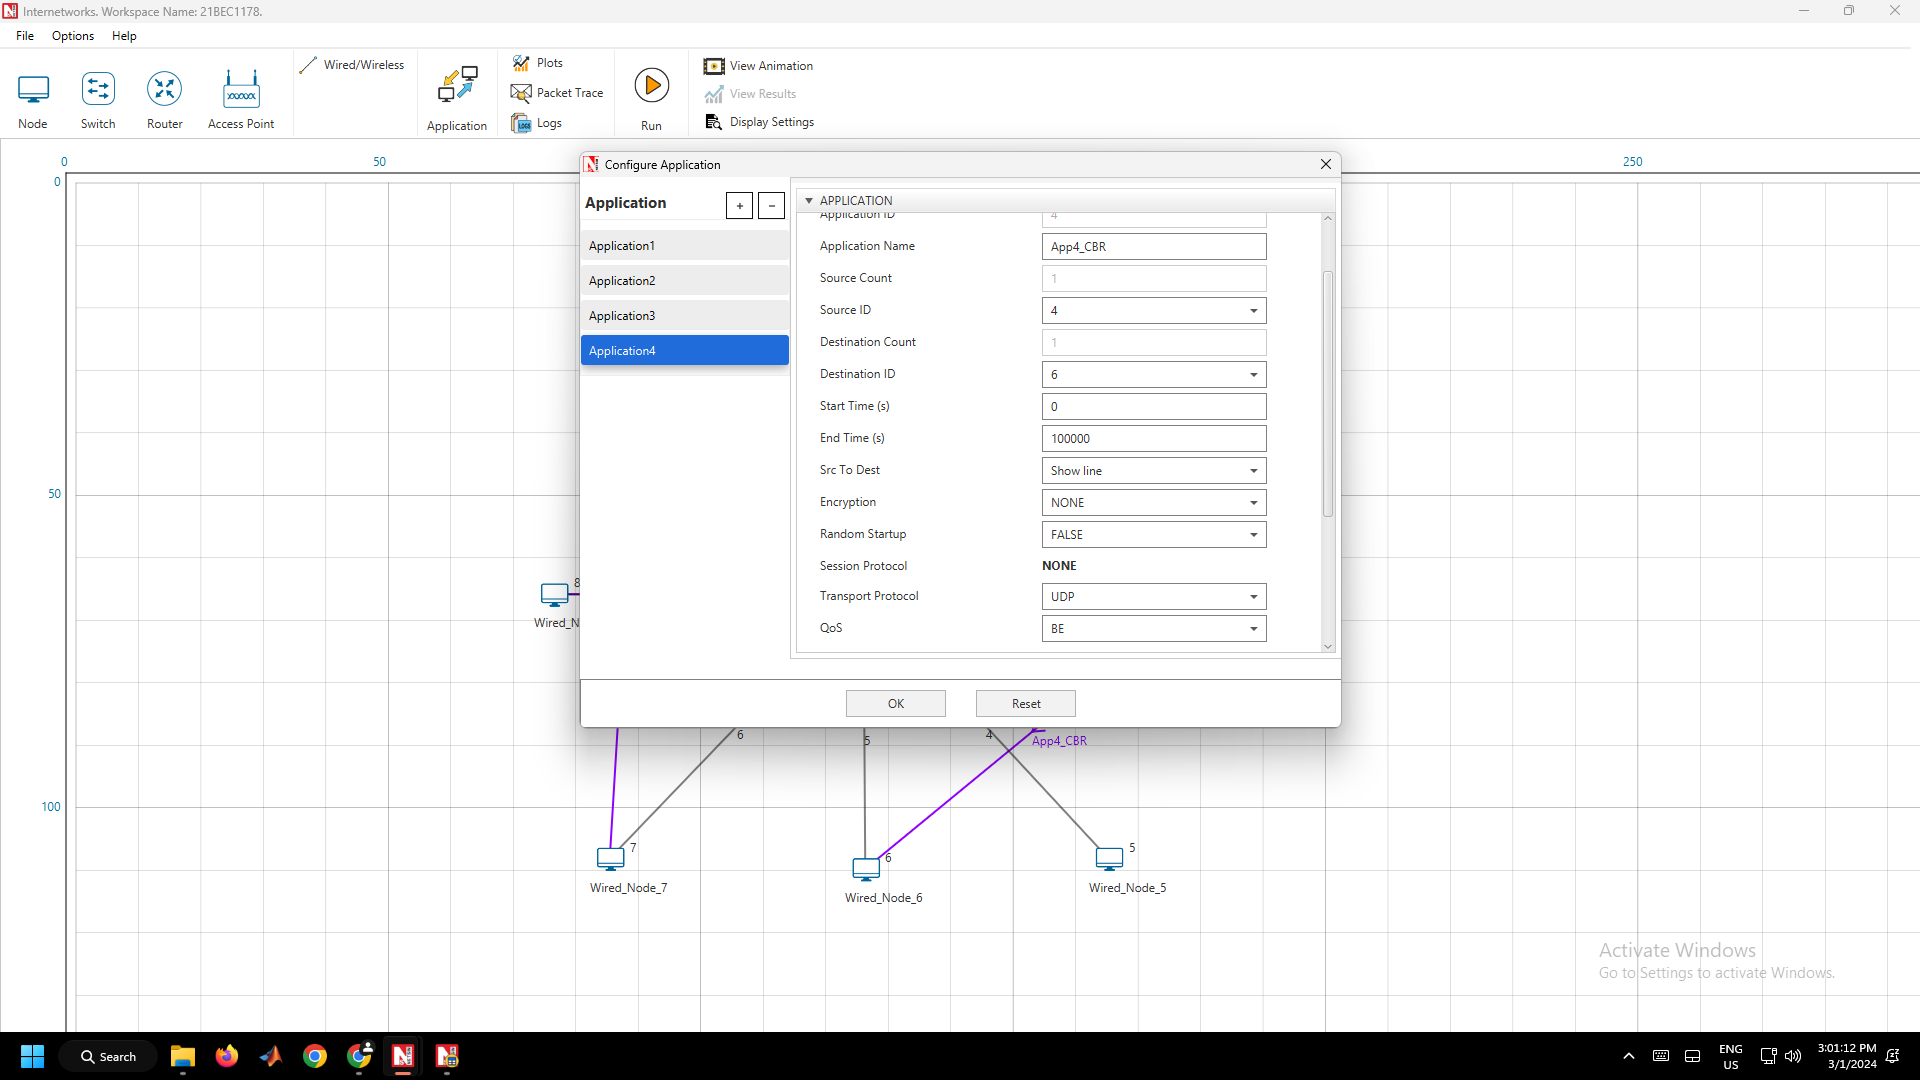 Internetworks. Workspace Name: 21BEC1178.
File Options Help
Node
Switch
Router
Access Point
Wired/Wireless
Application
Plots
Packet Trace
Logs
Run
View Animation
View Results
Display Settings
0 50 250
0
50
100
Configure Application
Application + -
Application1
Application2
Application3
Application4
APPLICATION
Application ID 4
Application Name App4_CBR
Source Count 1
Source ID 4
Destination Count 1
Destination ID 6
Start Time (s) 0
End Time (s) 100000
Src To Dest Show line
Encryption NONE
Random Startup FALSE
Session Protocol NONE
Transport Protocol UDP
QoS BE
OK Reset
8
Wired_N
6 5 4 App4_CBR
7
Wired_Node_7
6
Wired_Node_6
5
Wired_Node_5
Activate Windows
Go to Settings to activate Windows.
Search
ENG
US
3:01:12 PM
3/1/2024